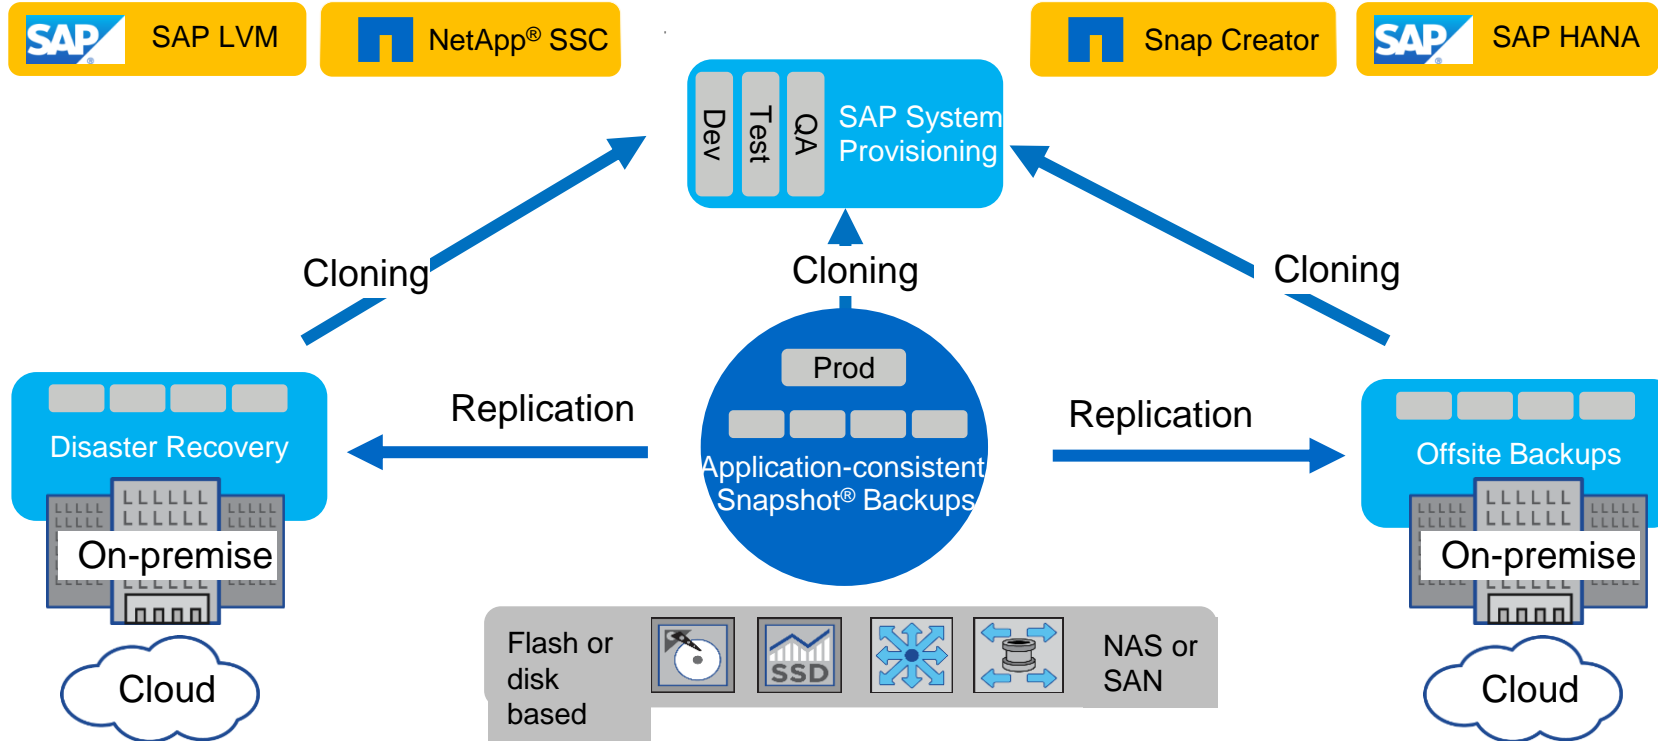 SAP ® SAP LVM
NetApp® SSC
Snap Creator
SAP ® SAP HANA
Dev
Test
QA
SAP System
Provisioning
Cloning
Cloning
Cloning
Prod
Replication
Replication
Disaster Recovery
Application-consistent
Snapshot® Backups
Offsite Backups
On-premise
On-premise
Cloud
Flash or
disk
based
SSD
NAS or
SAN
Cloud